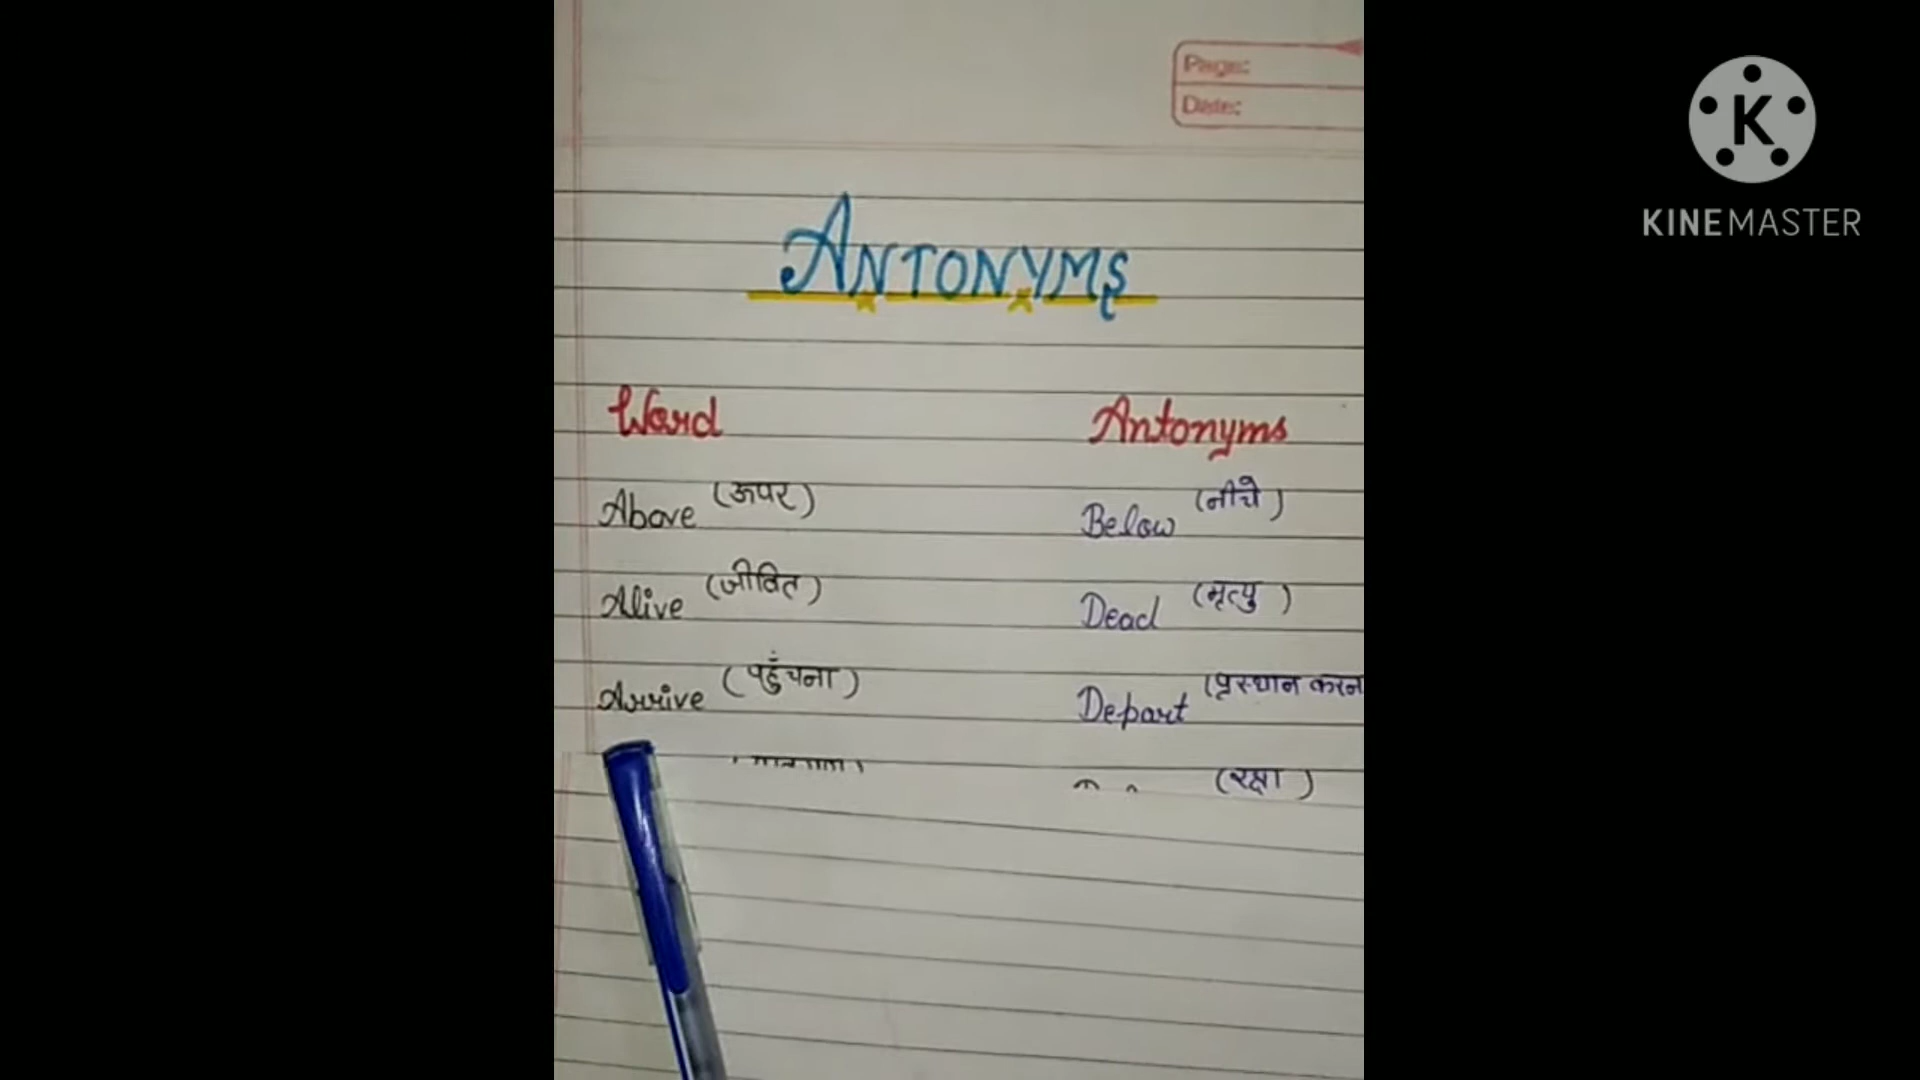 Page:
Date:
KINEMASTER
ANTONYMS
Word Antonyms
Above (ऊपर) Below (नीचे)
Alive (जीवित) Dead (मृत्यु)
Arrive (पहुँचना) Depart (प्रस्थान करन
(रक्षा)